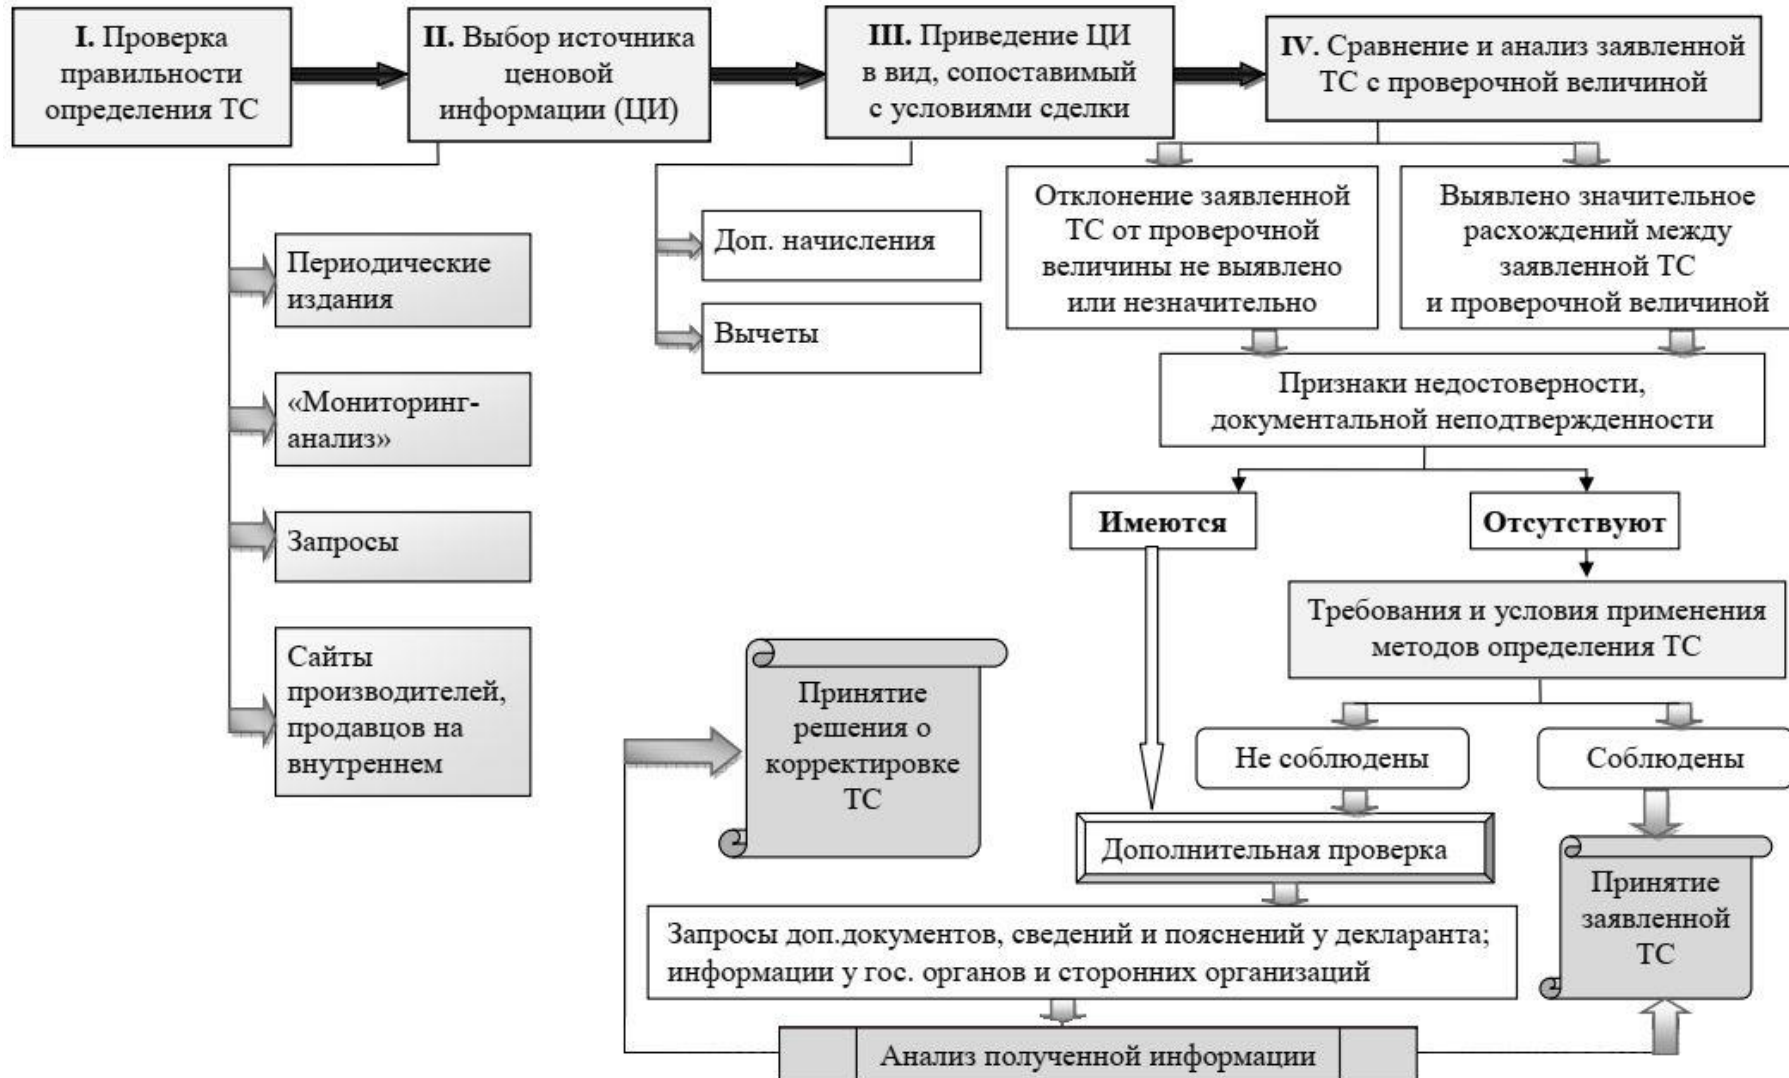 I. Проверка
правильности
определения ТС
II. Выбор источника
ценовой
информации (ЦИ)
III. Приведение ЦИ
в вид, сопоставимый
с условиями сделки
IV. Сравнение и анализ заявленной
ТС с проверочной величиной
Периодические
издания
«Мониторинг-
анализ»
Запросы
Сайты
производителей,
продавцов на
внутреннем
Доп. начисления
Вычеты
Отклонение заявленной
ТС от проверочной
величины не выявлено
или незначительно
Выявлено значительное
расхождений между
заявленной ТС
и проверочной величиной
Признаки недостоверности,
документальной неподтвержденности
Имеются
Отсутствуют
Требования и условия применения
методов определения ТС
Не соблюдены
Соблюдены
Принятие
решения о
корректировке
ТС
Дополнительная проверка
Принятие
заявленной
ТС
Запросы доп.документов, сведений и пояснений у декларанта;
информации у гос. органов и сторонних организаций
Анализ полученной информации